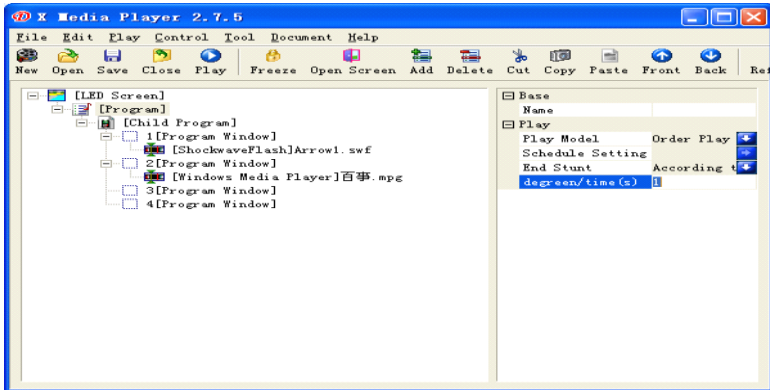 X Media Player 2.7.5
File Edit Play Control Tool Document Help
New Open Save Close Play Freeze Open Screen Add Delete Cut Copy Paste Front Back Ref
[LED Screen]
[Program]
[Child Program]
1[Program Window]
[ShockwaveFlash]Arrow1.swf
2[Program Window]
[Windows Media Player]百事.mpg
3[Program Window]
4[Program Window]
Base
Name
Play
Play Model Order Play
Schedule Setting
End Stunt According t
degreen/time(s) 1